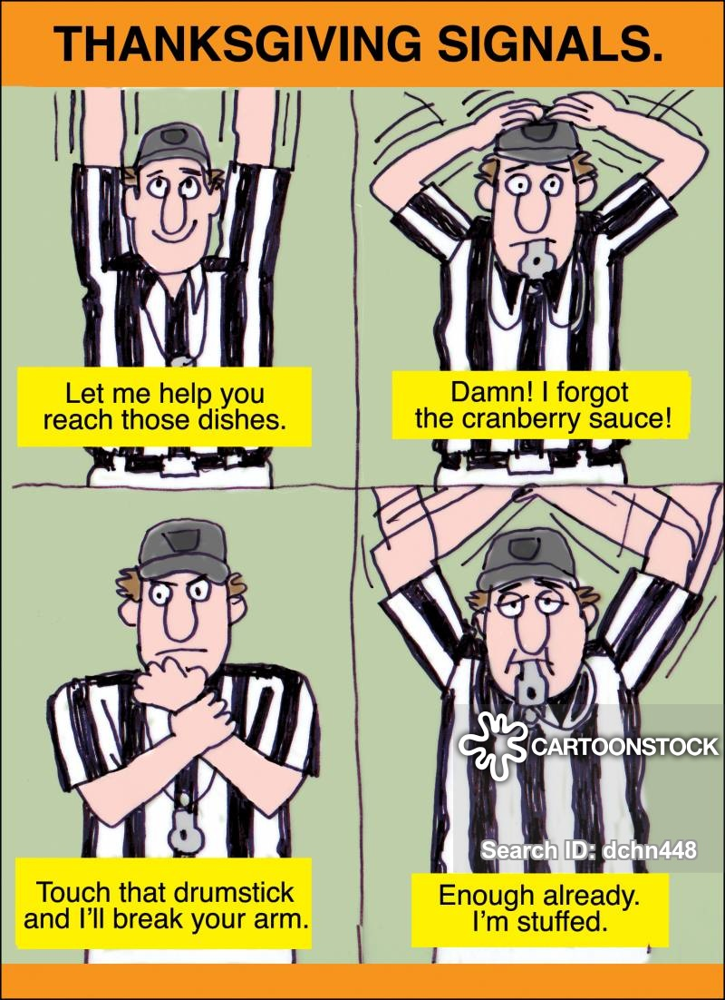 THANKSGIVING SIGNALS.
Let me help you
reach those dishes.
Damn! I forgot
the cranberry sauce!
Touch that drumstick
and I'll break your arm.
Enough already.
I'm stuffed.
CARTOONSTOCK
Search ID: dchn448